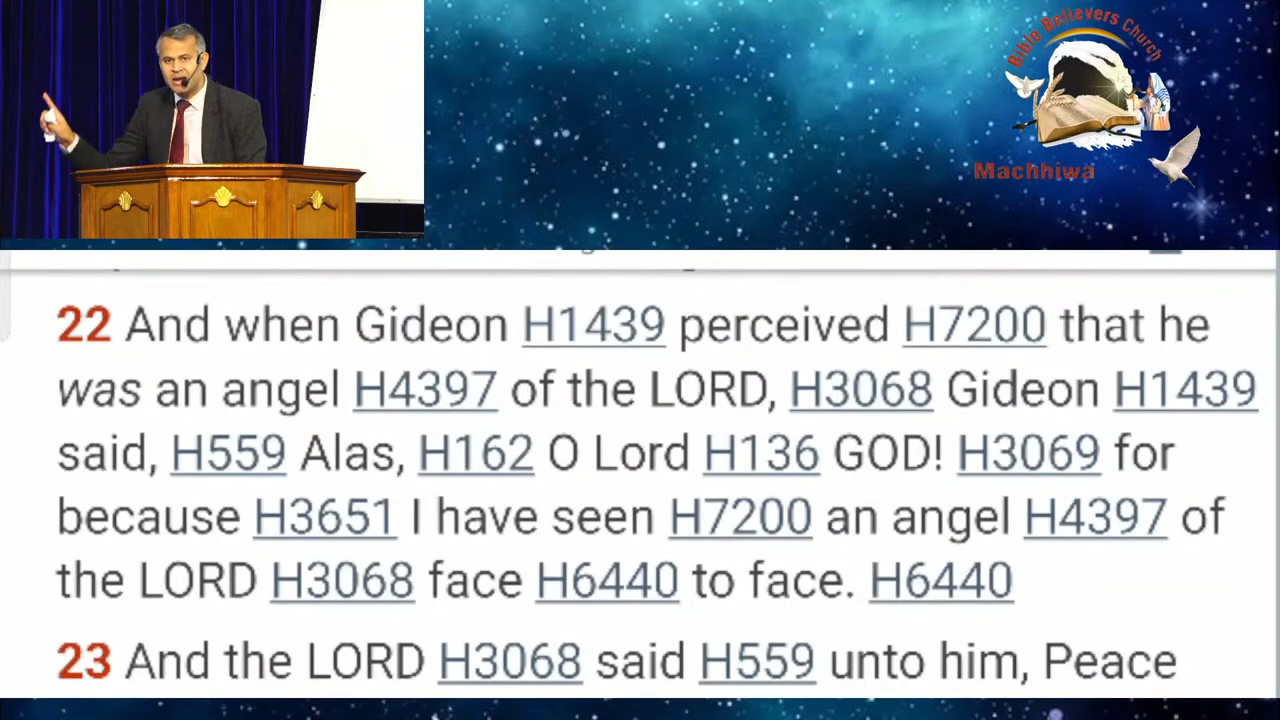 Bible Believers Church
Machhiwa
22 And when Gideon H1439 perceived H7200 that he
was an angel H4397 of the LORD, H3068 Gideon H1439
said, H559 Alas, H162 O Lord H136 GOD! H3069 for
because H3651 I have seen H7200 an angel H4397 of
the LORD H3068 face H6440 to face. H6440
23 And the LORD H3068 said H559 unto him, Peace